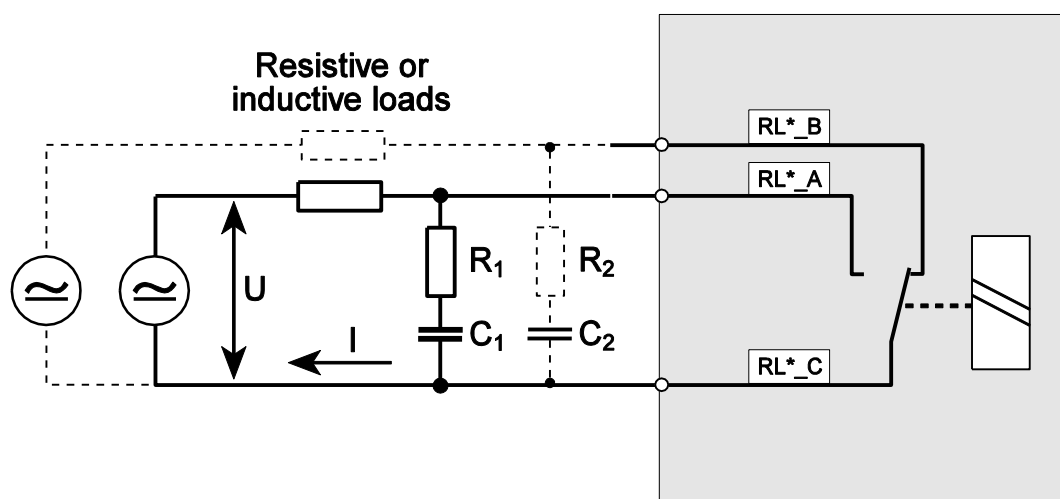 Resistive or
inductive loads
RL*_B
RL*_A
U
R₁
R₂
C₁
C₂
I
RL*_C